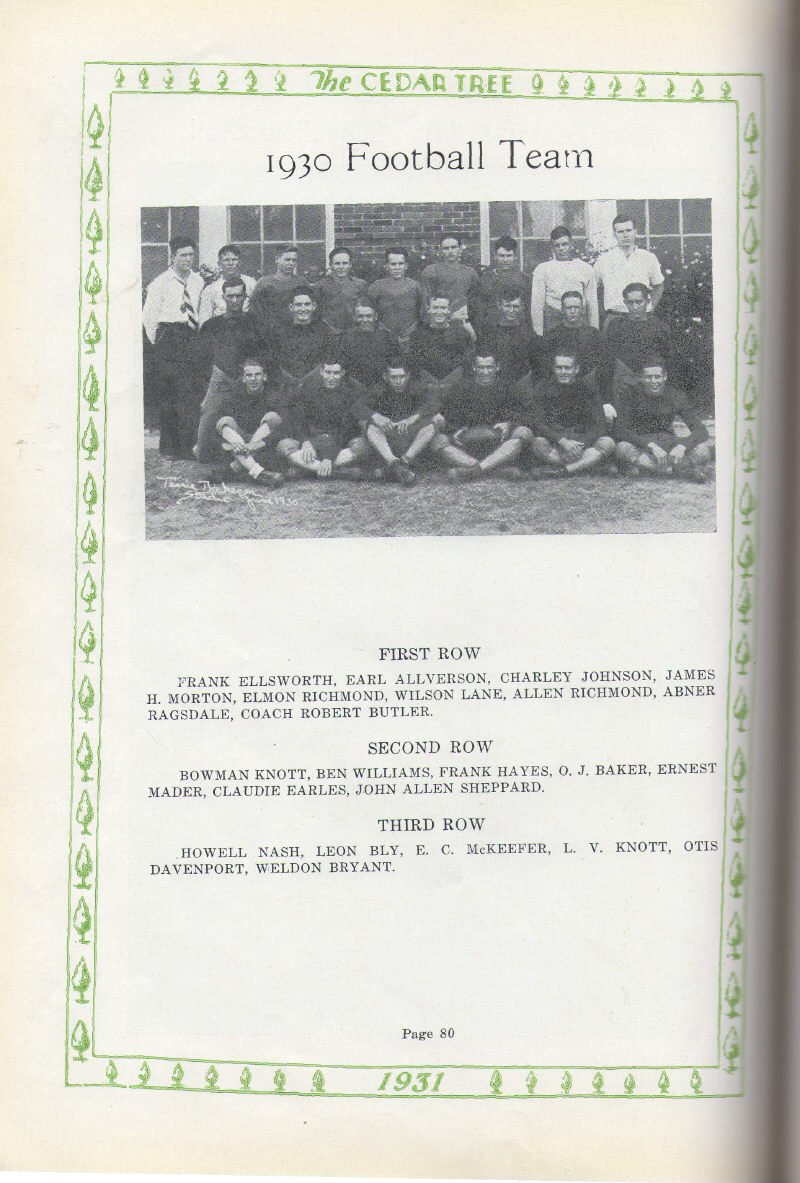 The CEDAR TREE
1930 Football Team
June 1930
FIRST ROW
FRANK ELLSWORTH, EARL ALLVERSON, CHARLEY JOHNSON, JAMES
H. MORTON, ELMON RICHMOND, WILSON LANE, ALLEN RICHMOND, ABNER
RAGSDALE, COACH ROBERT BUTLER.
SECOND ROW
BOWMAN KNOTT, BEN WILLIAMS, FRANK HAYES, O. J. BAKER, ERNEST
MADER, CLAUDIE EARLES, JOHN ALLEN SHEPPARD.
THIRD ROW
HOWELL NASH, LEON BLY, E. C. McKEEFER, L. V. KNOTT, OTIS
DAVENPORT, WELDON BRYANT.
Page 80
1931